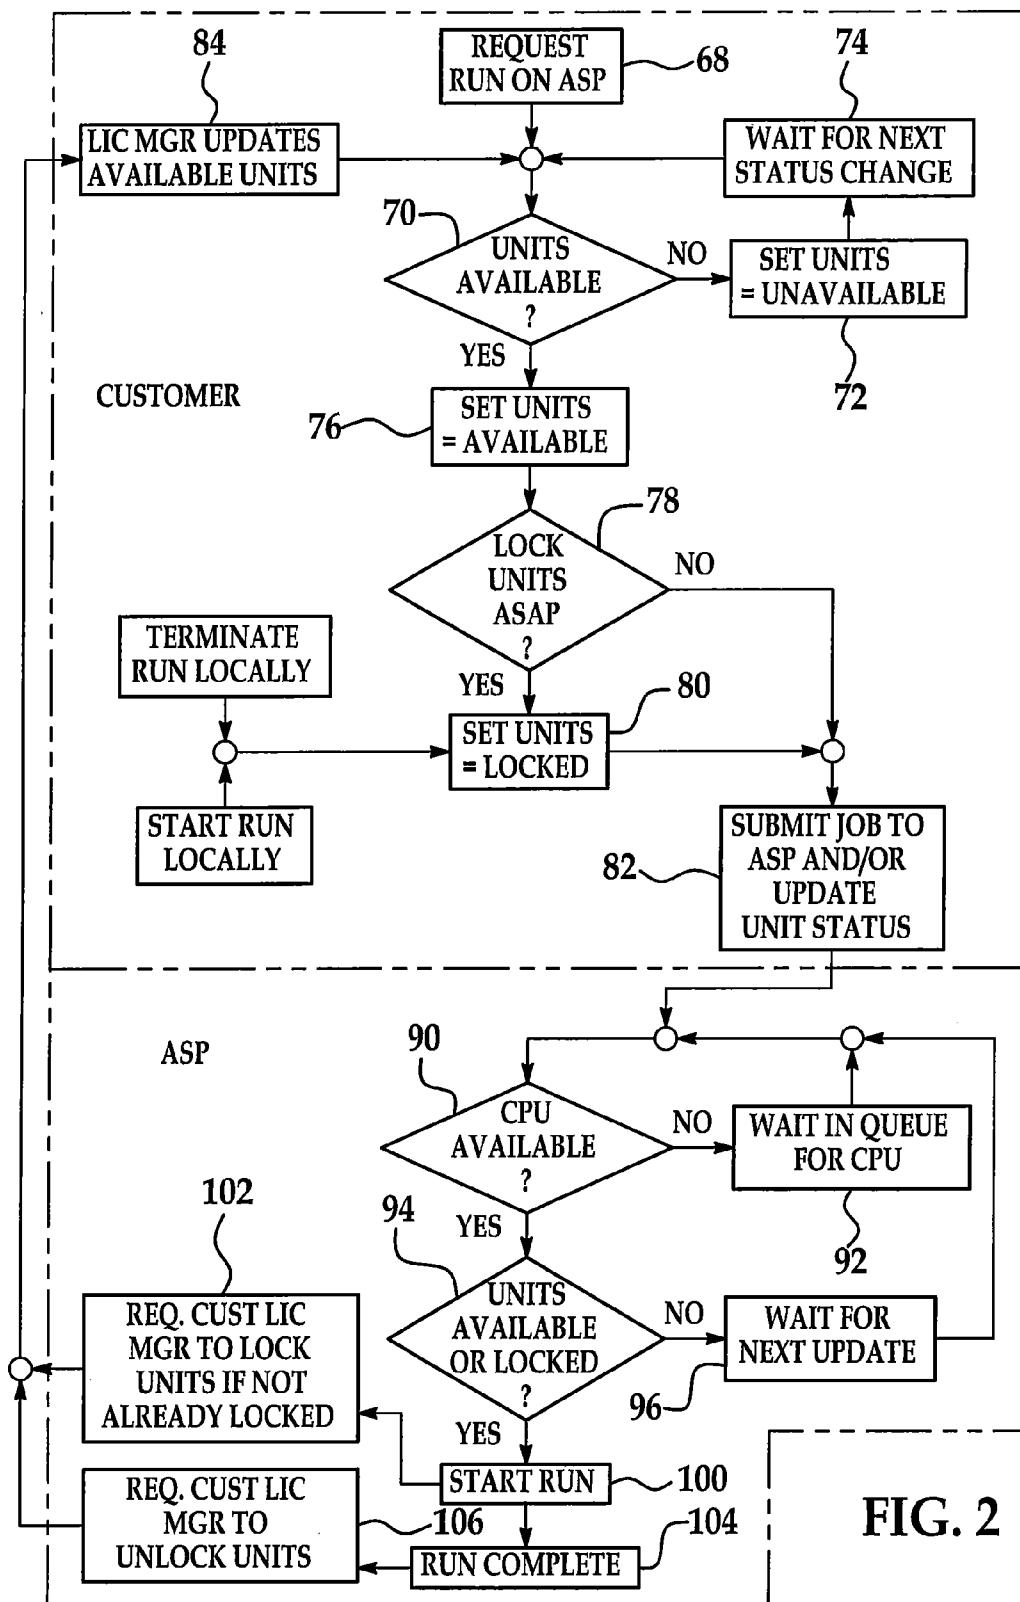 84
REQUEST
RUN ON ASP
68
74
LIC MGR UPDATES
AVAILABLE UNITS
WAIT FOR NEXT
STATUS CHANGE
70
UNITS
AVAILABLE
?
NO
SET UNITS
= UNAVAILABLE
YES
72
CUSTOMER
76
SET UNITS
= AVAILABLE
78
LOCK
UNITS
ASAP
?
NO
TERMINATE
RUN LOCALLY
YES
80
SET UNITS
= LOCKED
START RUN
LOCALLY
SUBMIT JOB TO
ASP AND/OR
UPDATE
UNIT STATUS
82
ASP
90
CPU
AVAILABLE
?
NO
WAIT IN QUEUE
FOR CPU
92
YES
102
94
UNITS
AVAILABLE
OR LOCKED
?
NO
WAIT FOR
NEXT UPDATE
96
REQ. CUST LIC
MGR TO LOCK
UNITS IF NOT
ALREADY LOCKED
YES
START RUN
100
REQ. CUST LIC
MGR TO
UNLOCK UNITS
106
104
RUN COMPLETE
FIG. 2